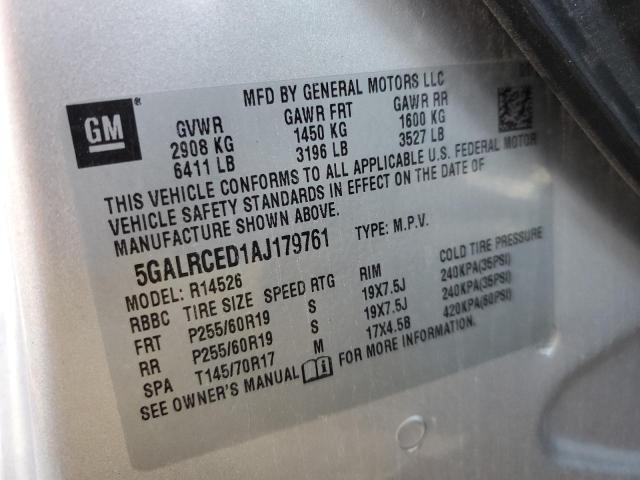 MFD BY GENERAL MOTORS LLC
GM ®
GVWR GAWR FRT GAWR RR
2908 KG 1450 KG 1600 KG
6411 LB 3196 LB 3527 LB
THIS VEHICLE CONFORMS TO ALL APPLICABLE U.S. FEDERAL MOTOR
VEHICLE SAFETY STANDARDS IN EFFECT ON THE DATE OF
MANUFACTURE SHOWN ABOVE.
5GALRCED1AJ179761 TYPE: M.P.V.
MODEL: R14526
RBBC TIRE SIZE SPEED RTG RIM COLD TIRE PRESSURE
FRT P255/60R19 S 19X7.5J 240KPA(35PSI)
RR P255/60R19 S 19X7.5J 240KPA(35PSI)
SPA T145/70R17 M 17X4.5B 420KPA(60PSI)
SEE OWNER'S MANUAL FOR MORE INFORMATION.